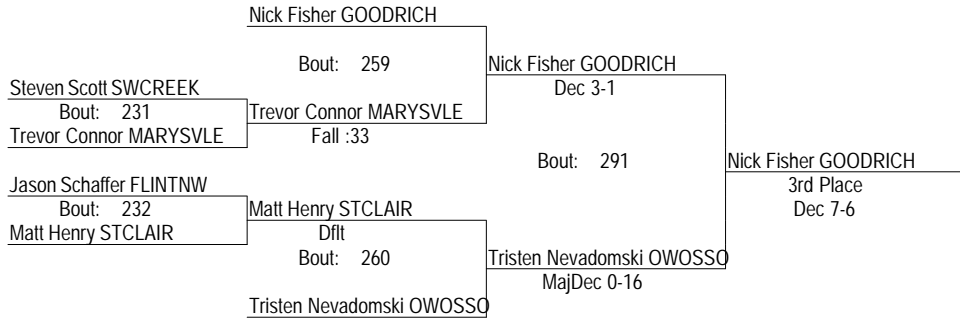 Nick Fisher GOODRICH
Bout: 259
Nick Fisher GOODRICH
Dec 3-1
Steven Scott SWCREEK
Bout: 231
Trevor Connor MARYSVLE
Trevor Connor MARYSVLE
Fall :33
Bout: 291
Nick Fisher GOODRICH
3rd Place
Dec 7-6
Jason Schaffer FLINTNW
Bout: 232
Matt Henry STCLAIR
Matt Henry STCLAIR
Dflt
Bout: 260
Tristen Nevadomski OWOSSO
MajDec 0-16
Tristen Nevadomski OWOSSO